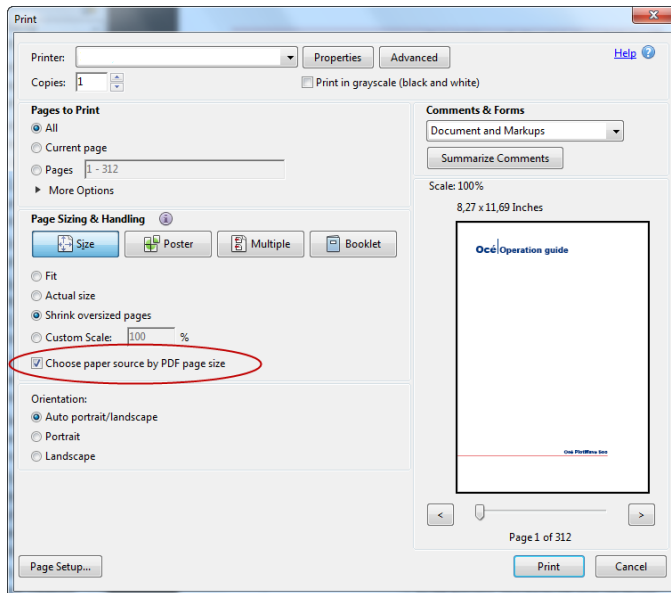 Print
Printer: Properties Advanced Help
Copies: 1 Print in grayscale (black and white)
Pages to Print
All
Current page
Pages 1 - 312
More Options
Comments & Forms
Document and Markups
Summarize Comments
Page Sizing & Handling
Size Poster Multiple Booklet
Fit
Actual size
Shrink oversized pages
Custom Scale: 100 %
Choose paper source by PDF page size
Orientation:
Auto portrait/landscape
Portrait
Landscape
Scale: 100%
8,27 x 11,69 Inches
Océ Operation guide
Océ PlotWave 500
< >
Page 1 of 312
Page Setup... Print Cancel